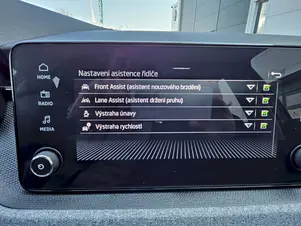 Nastavení asistence řidiče
HOME
Front Assist (asistent nouzového brzdění)
Lane Assist (asistent držení pruhu)
RADIO
Výstraha únavy
MEDIA
Výstraha rychlosti